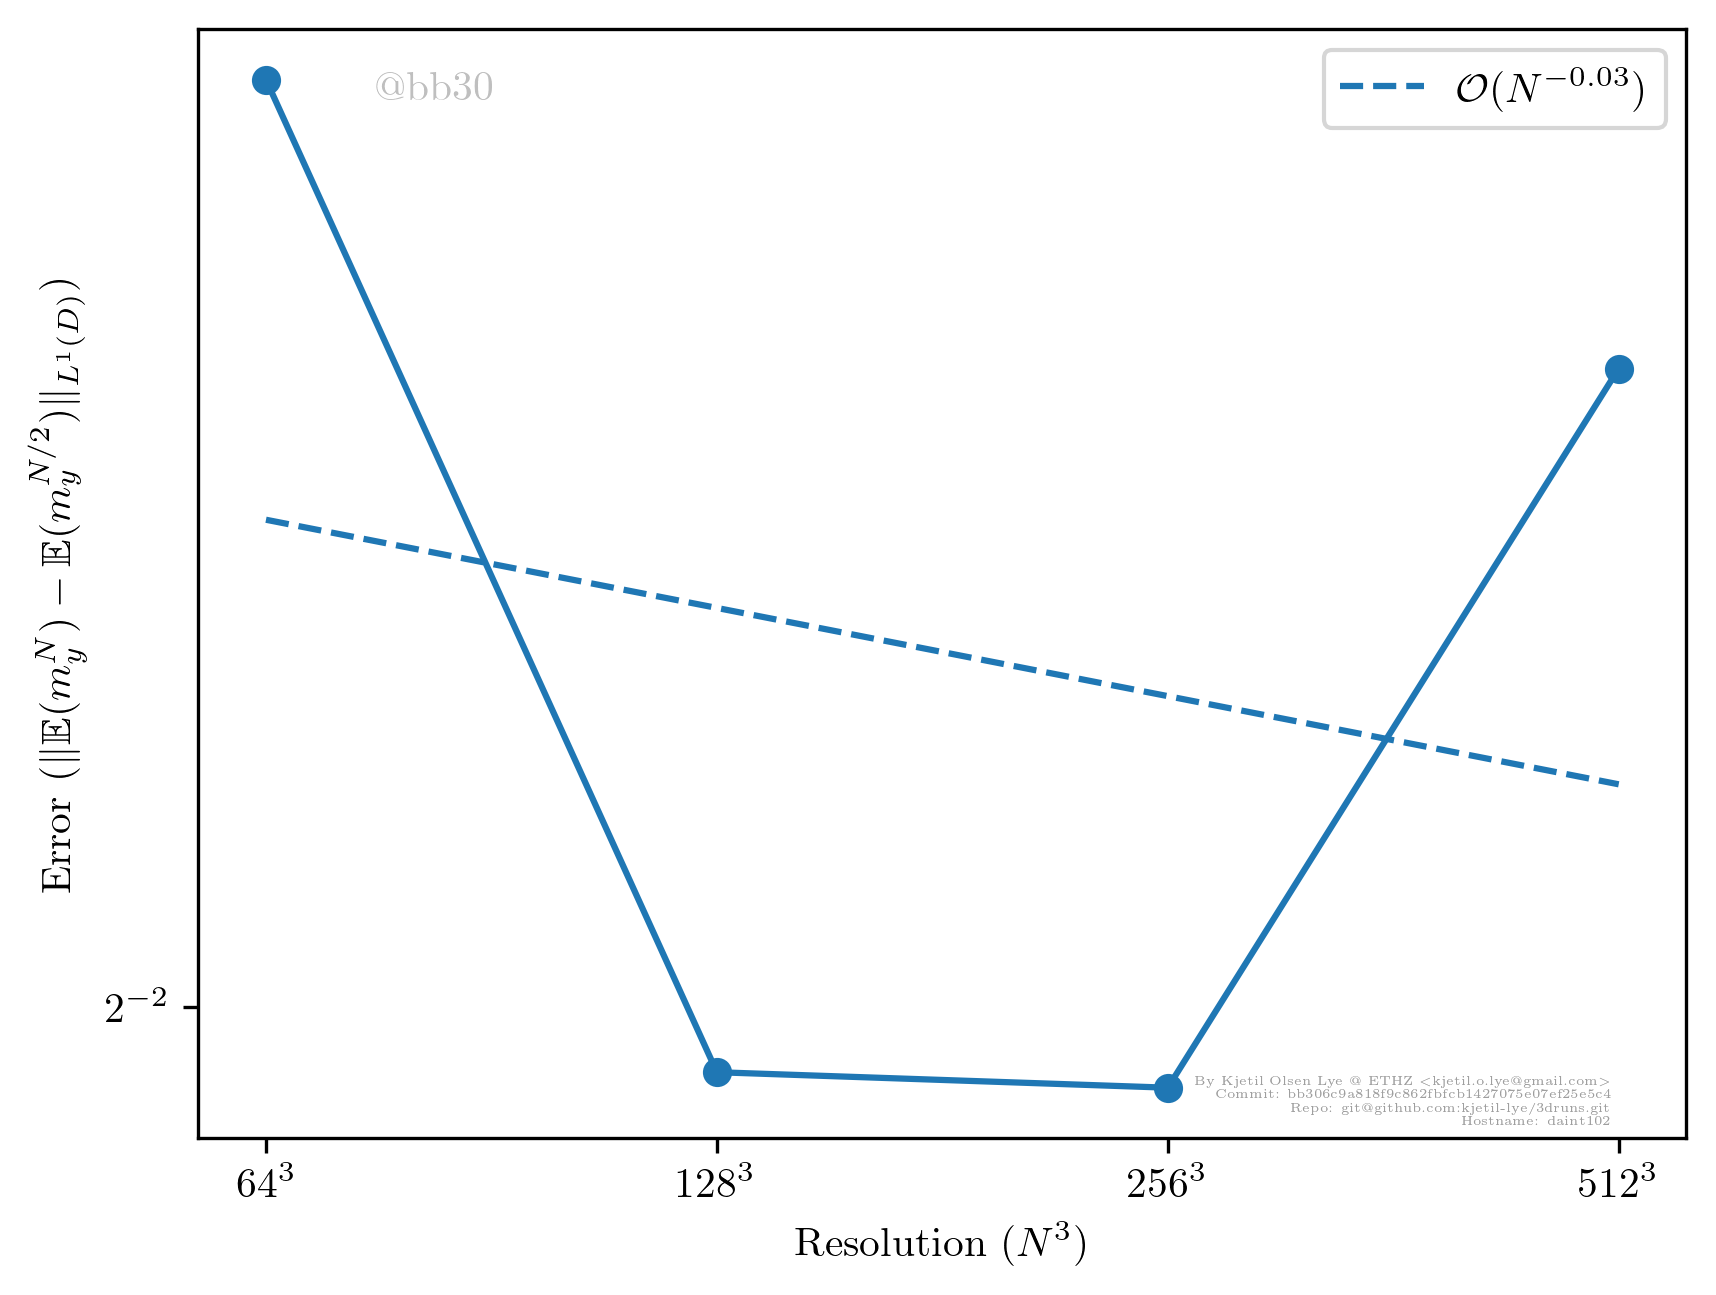 @bb30
𝒪(N^{-0.03})
Error (||𝔼(m_y^N) − 𝔼(m_y^{N/2})||_{L^1(D)})
2^{−2}
By Kjetil Olsen Lye @ ETHZ <kjetil.o.lye@gmail.com>
Commit: bb306c9a818f9c862fbfcb1427075e07ef25e5c4
Repo: git@github.com:kjetil-lye/3druns.git
Hostname: daint102
64^3 128^3 256^3 512^3
Resolution (N^3)